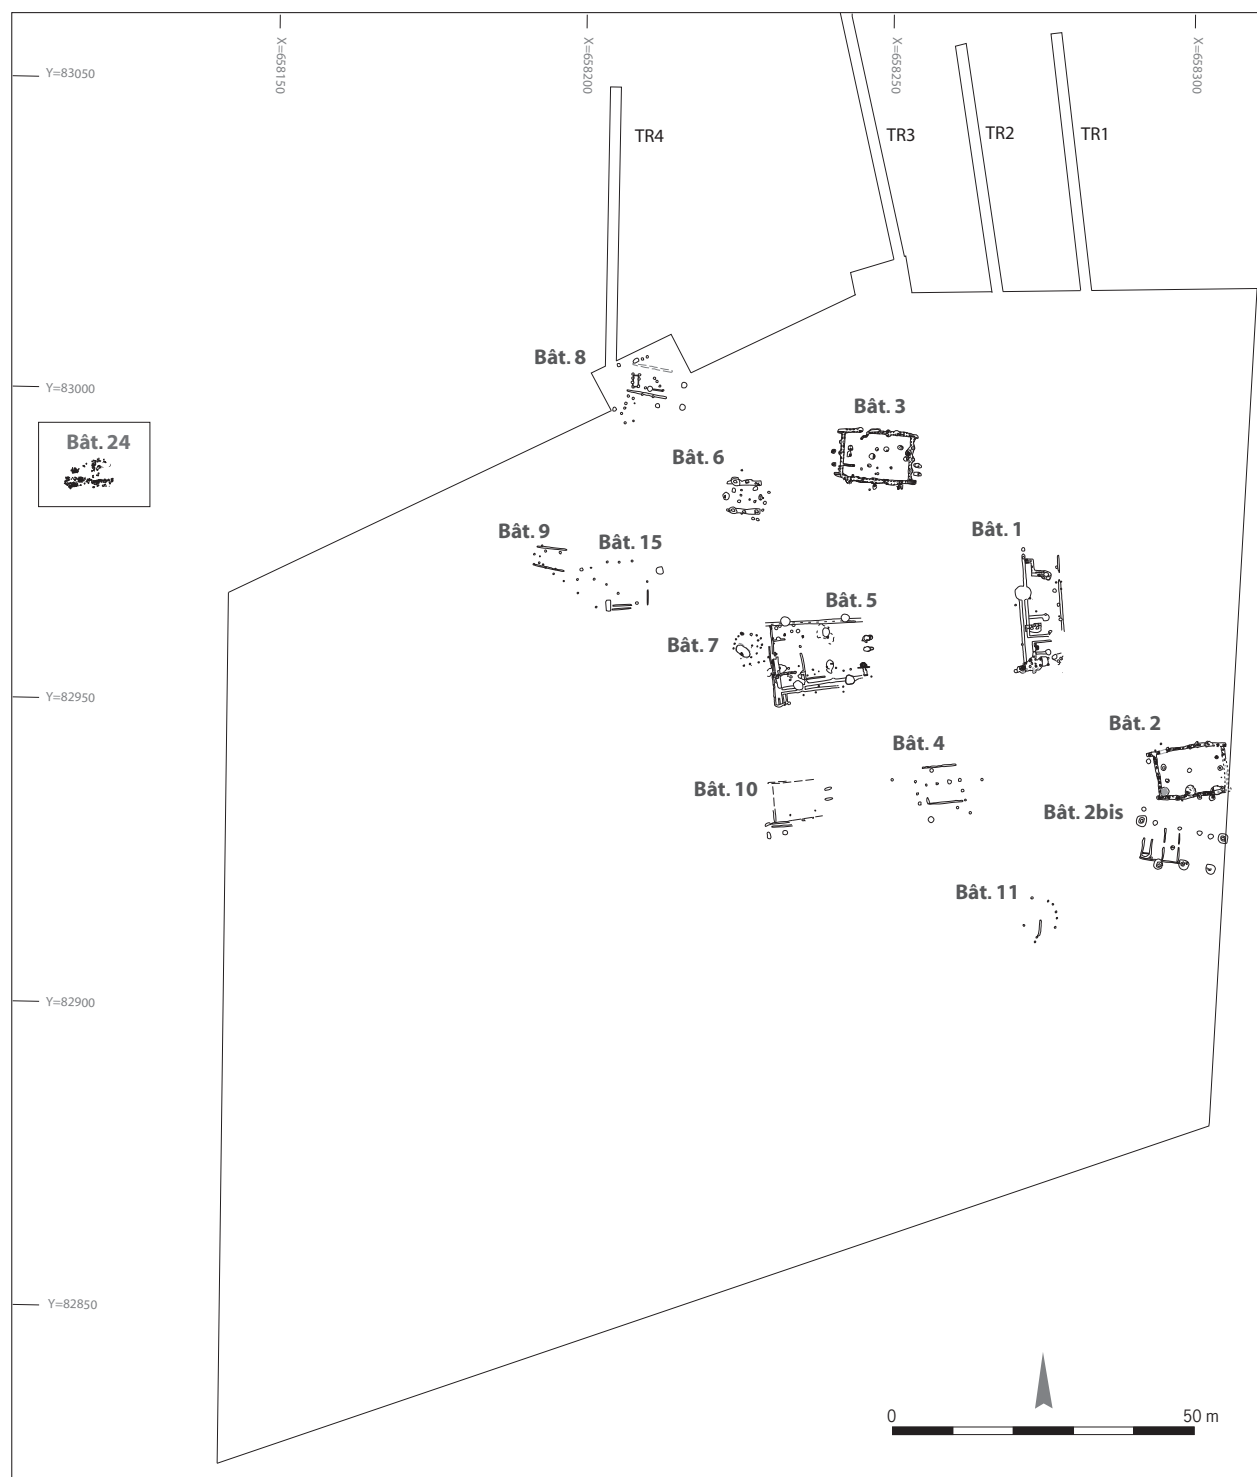 X=658150
X=658200
X=658250
X=658300
Y=83050
TR4
TR3
TR2
TR1
Bât. 8
Y=83000
Bât. 3
Bât. 24
Bât. 6
Bât. 9
Bât. 15
Bât. 1
Bât. 5
Bât. 7
Y=82950
Bât. 2
Bât. 4
Bât. 10
Bât. 2bis
Bât. 11
Y=82900
Y=82850
0 50 m